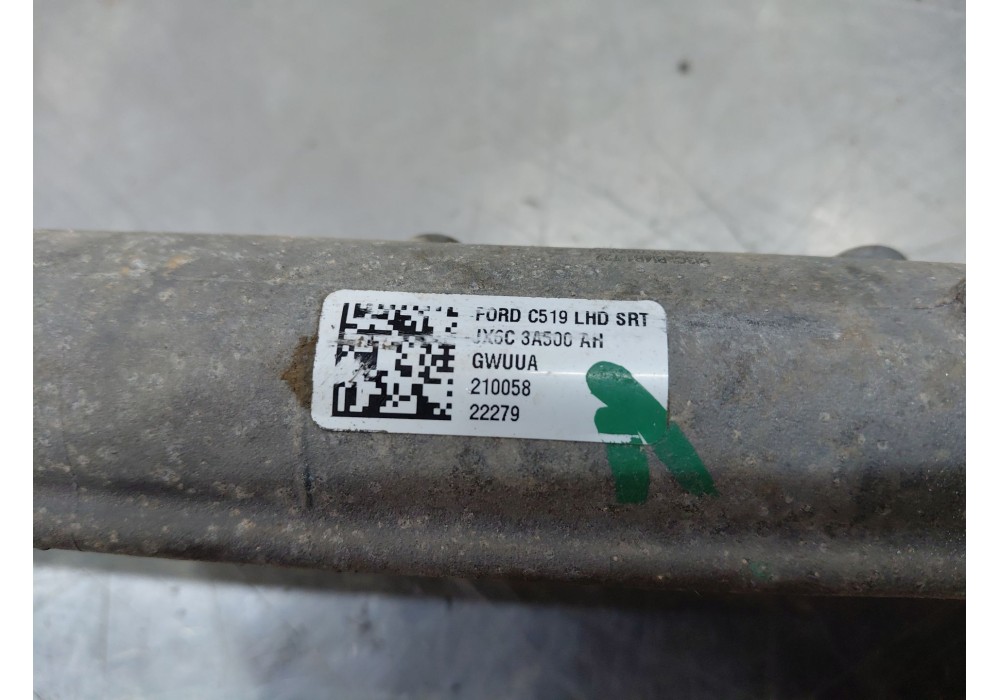 FORD C519 LHD SRT
JX6C 3A500 AH
GWUUA
210058
22279